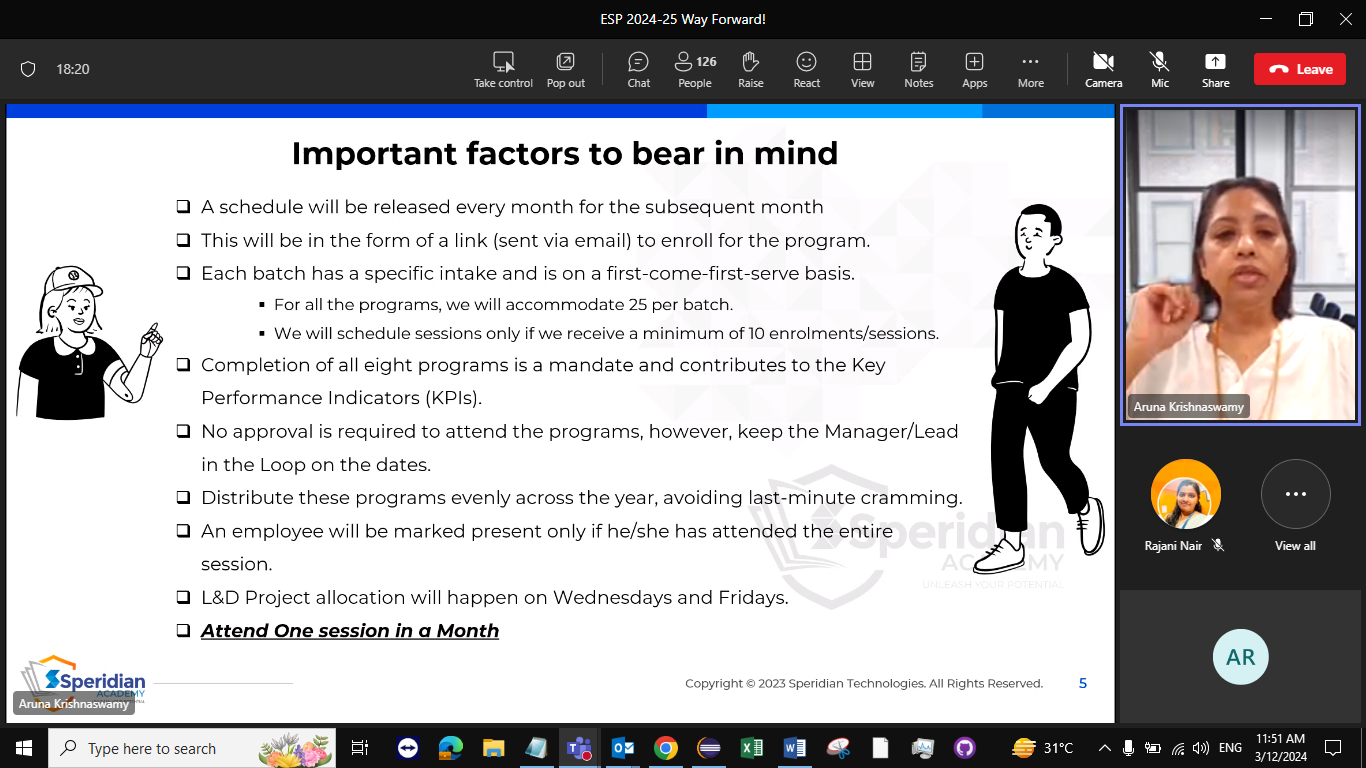 ESP 2024-25 Way Forward!
18:20
Take control
Pop out
Chat
126
People
Raise
React
View
Notes
Apps
More
Camera
Mic
Share
Leave
Important factors to bear in mind
A schedule will be released every month for the subsequent month
This will be in the form of a link (sent via email) to enroll for the program.
Each batch has a specific intake and is on a first-come-first-serve basis.
For all the programs, we will accommodate 25 per batch.
We will schedule sessions only if we receive a minimum of 10 enrolments/sessions.
Completion of all eight programs is a mandate and contributes to the Key
Performance Indicators (KPIs).
No approval is required to attend the programs, however, keep the Manager/Lead
in the Loop on the dates.
Distribute these programs evenly across the year, avoiding last-minute cramming.
An employee will be marked present only if he/she has attended the entire
session.
L&D Project allocation will happen on Wednesdays and Fridays.
Attend One session in a Month
Speridian
ACADEMY
UNLEASH YOUR POTENTIAL
Speridian
ACADEMY
Aruna Krishnaswamy
Copyright © 2023 Speridian Technologies. All Rights Reserved.
5
Aruna Krishnaswamy
Rajani Nair
View all
AR
Type here to search
31°C
ENG
11:51 AM
3/12/2024